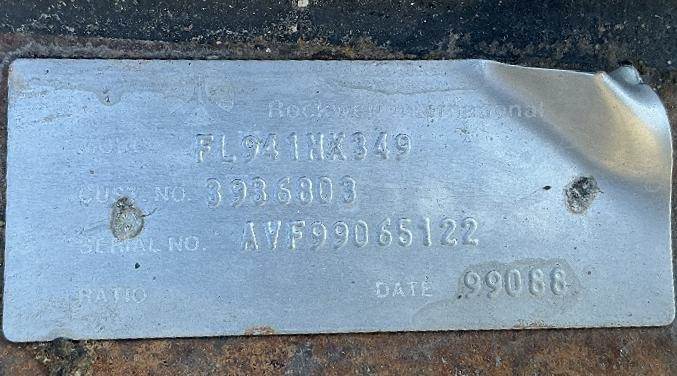 Rockwell International
MODEL FL941NX349
CUST. NO. 3936803
SERIAL NO. AVF99065122
RATIO DATE 99088